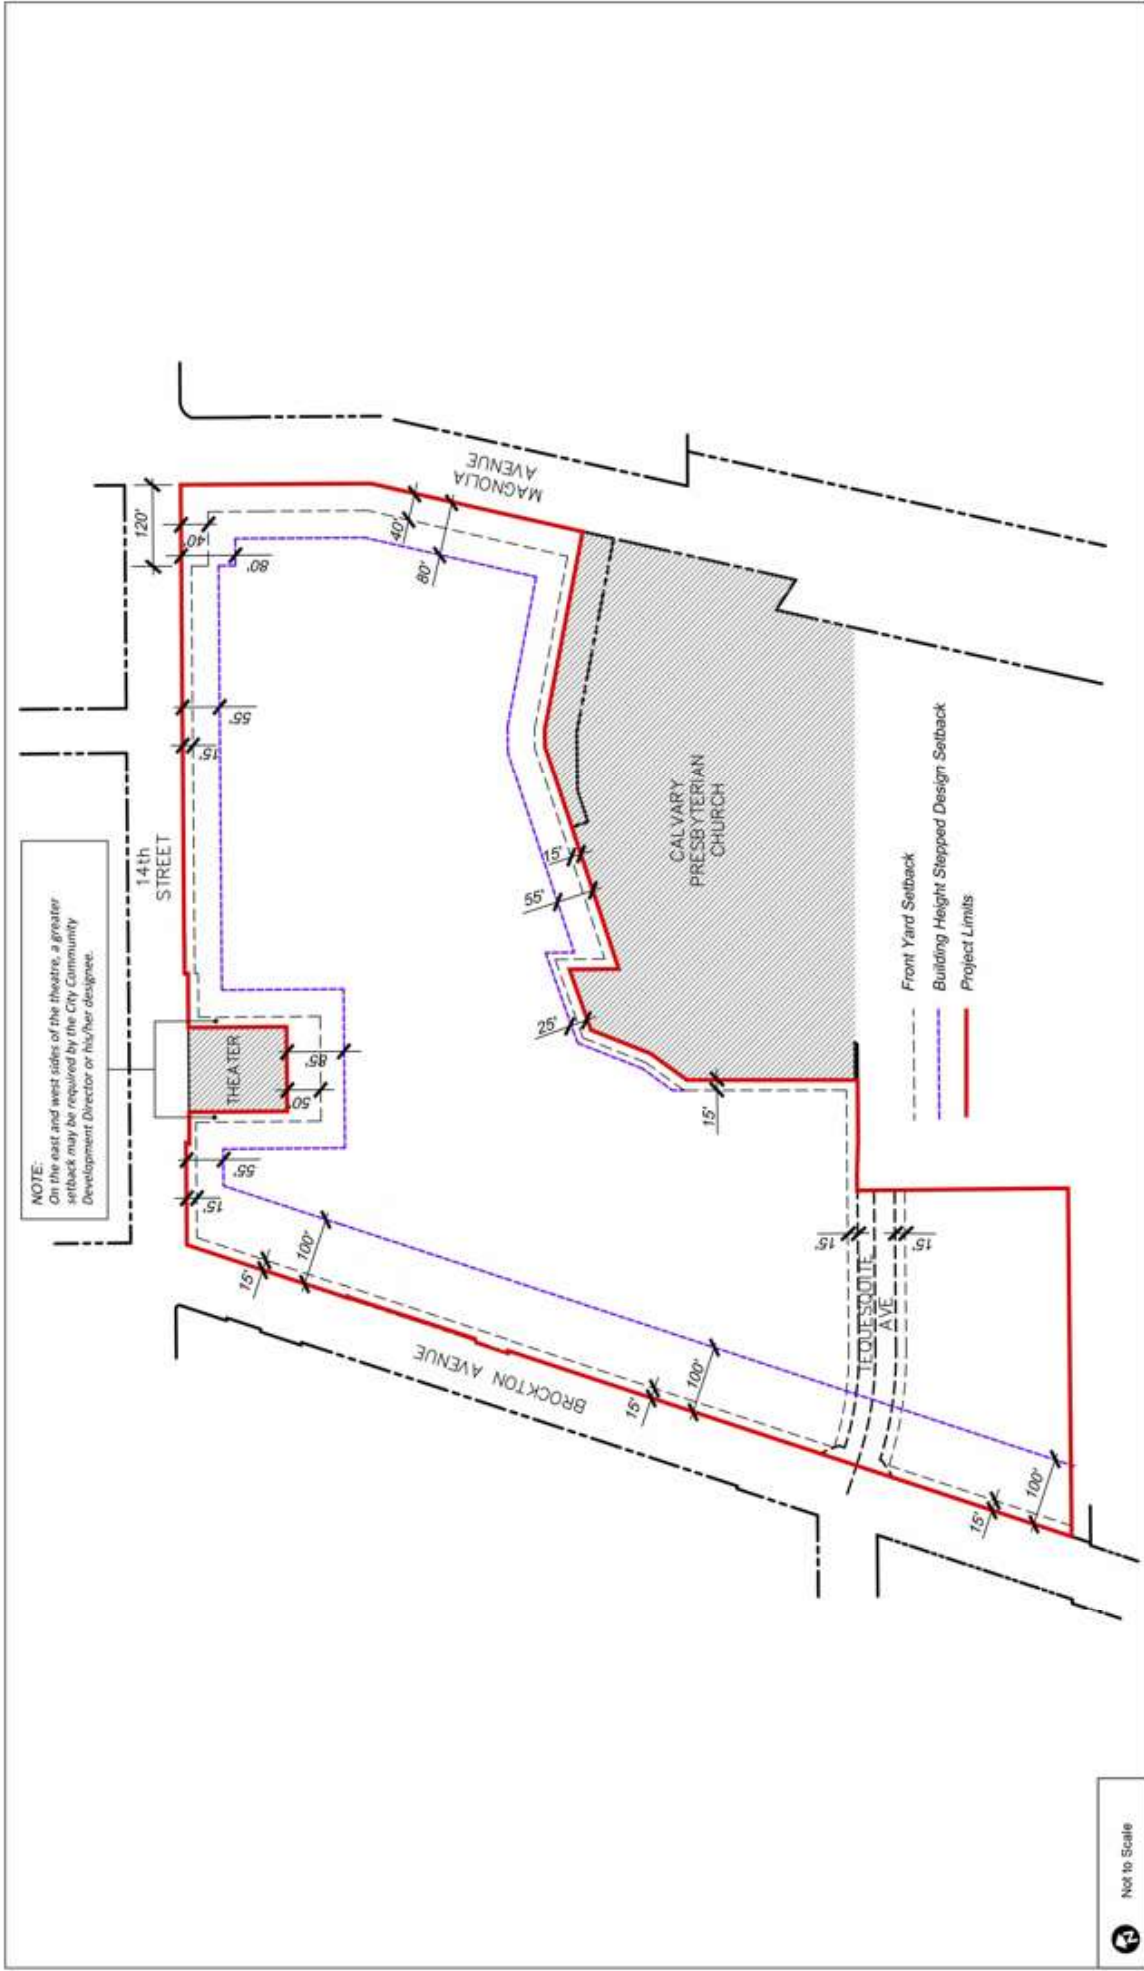 NOTE:
On the east and west sides of the theatre, a greater
setback may be required by the City Community
Development Director or his/her designee.
14th
STREET
120'
40'
80'
MAGNOLIA
AVENUE
40'
80'
55'
15'
THEATER
85'
50'
55'
15'
15'
100'
BROCKTON AVENUE
15'
100'
15'
55'
25'
15'
CALVARY
PRESBYTERIAN
CHURCH
15'
TEQUESQUITE
AVE
15'
15'
100'
Front Yard Setback
Building Height Stepped Design Setback
Project Limits
N
Not to Scale